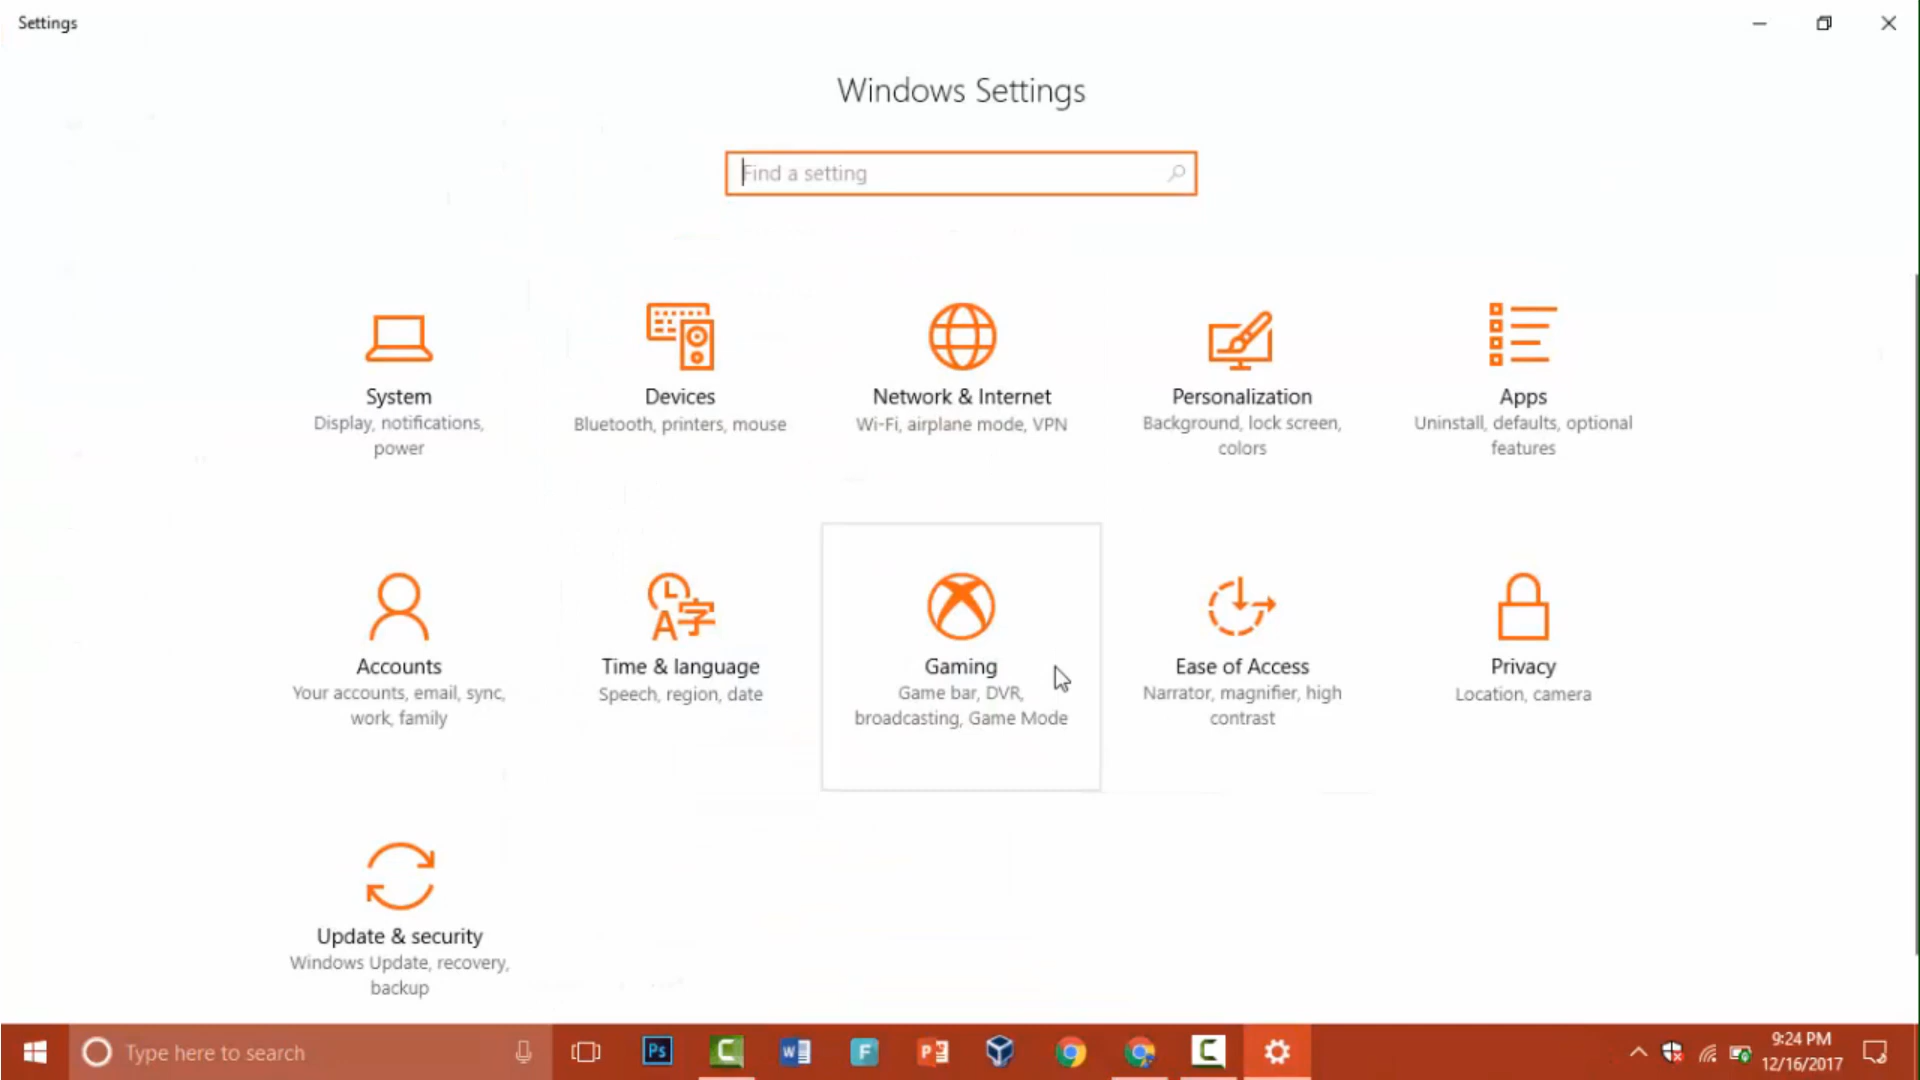 Settings
Windows Settings
Find a setting
System
Display, notifications,
power
Devices
Bluetooth, printers, mouse
Network & Internet
Wi-Fi, airplane mode, VPN
Personalization
Background, lock screen,
colors
Apps
Uninstall, defaults, optional
features
Accounts
Your accounts, email, sync,
work, family
A字
Time & language
Speech, region, date
Gaming
Game bar, DVR,
broadcasting, Game Mode
Ease of Access
Narrator, magnifier, high
contrast
Privacy
Location, camera
Update & security
Windows Update, recovery,
backup
Type here to search
Ps
C
W
F
P
C
9:24 PM
12/16/2017